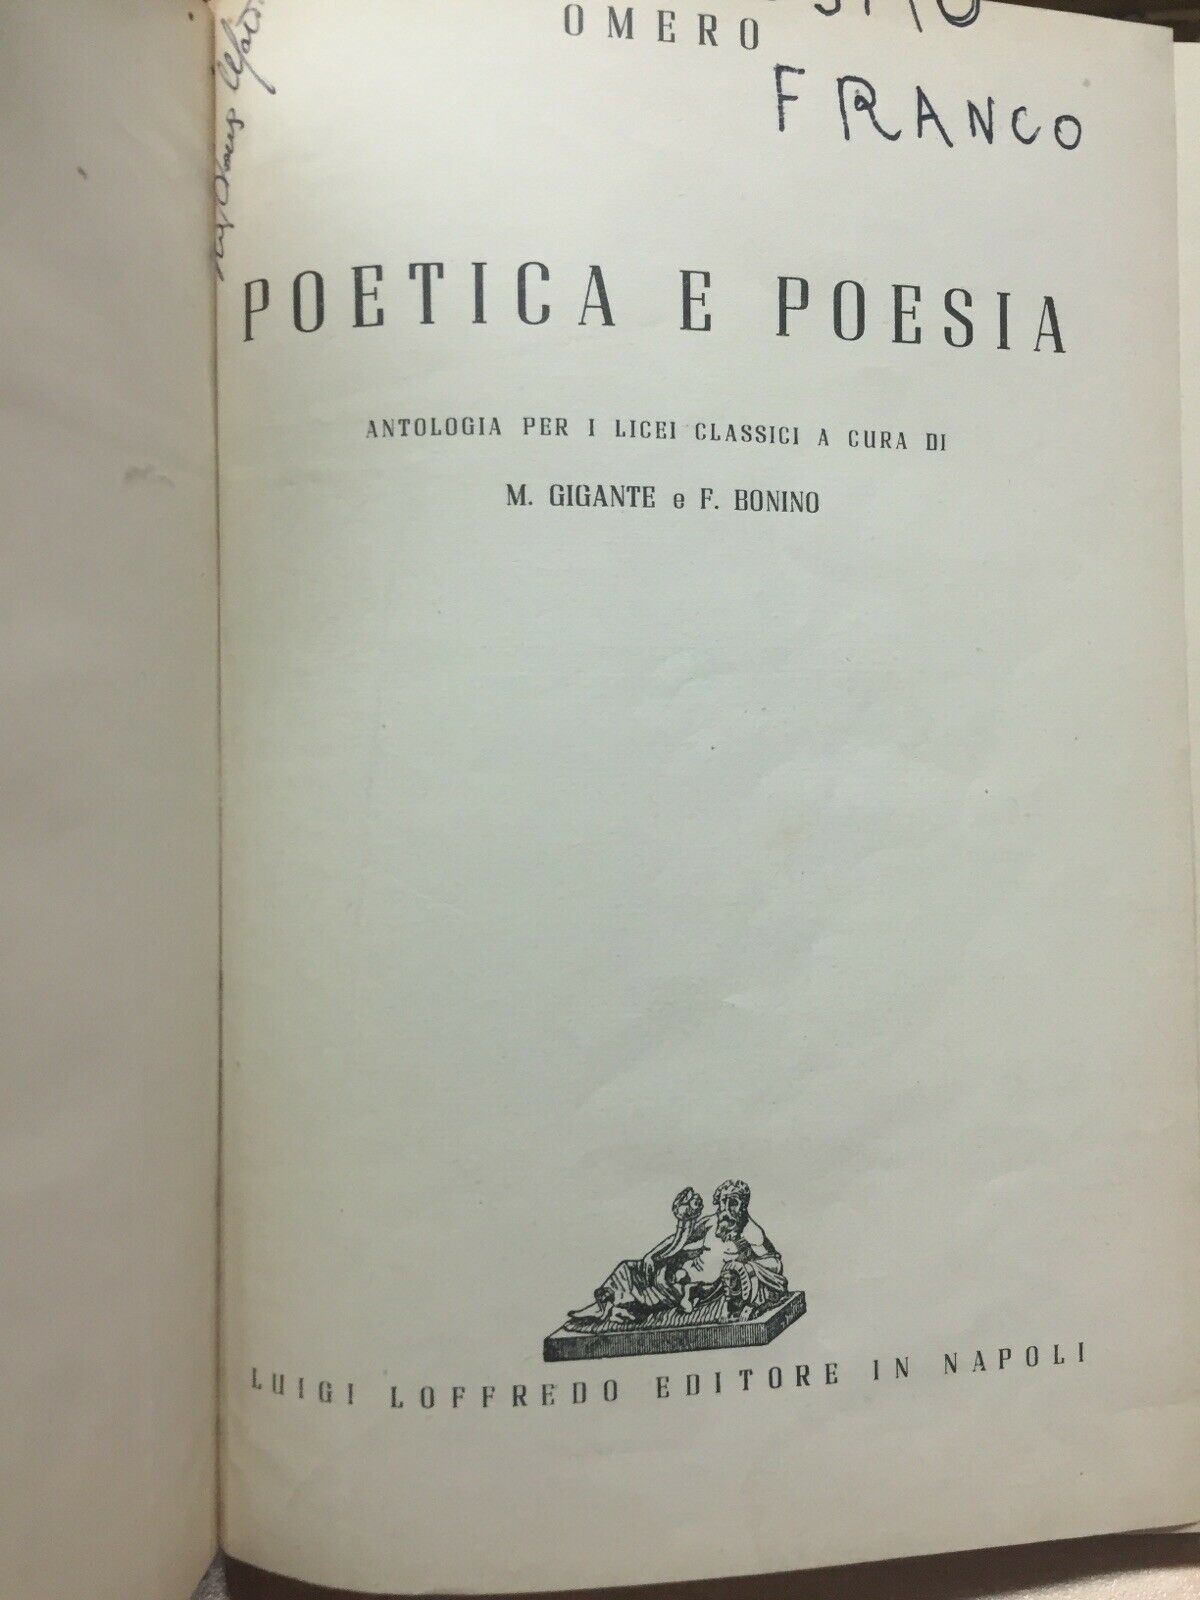 OMERO
FRANCO
POETICA E POESIA
ANTOLOGIA PER I LICEI CLASSICI A CURA DI
M. GIGANTE e F. BONINO
LUIGI LOFFREDO EDITORE IN NAPOLI